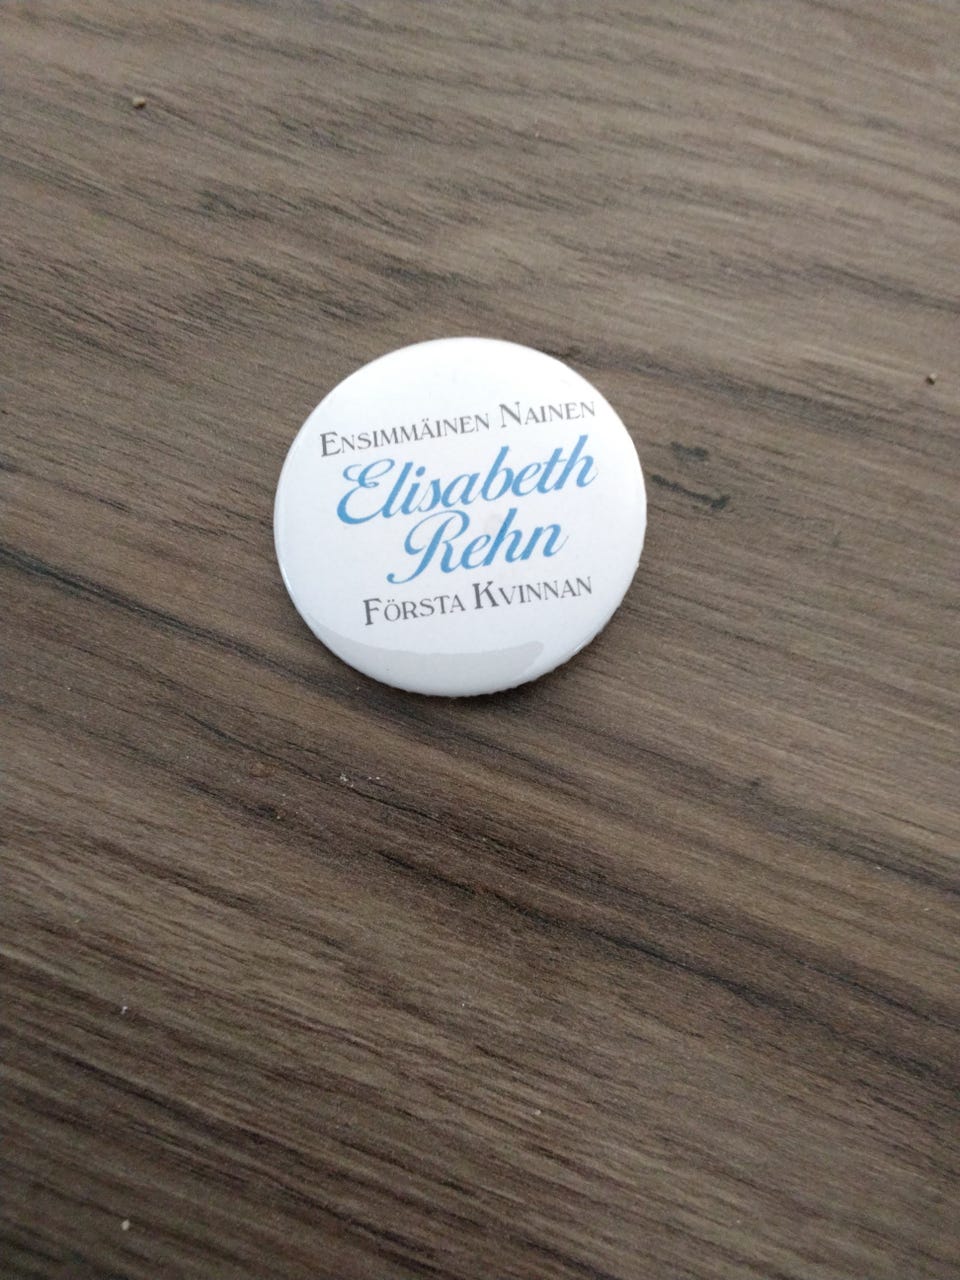 Ensimmäinen Nainen
Elisabeth
Rehn
Första Kvinnan